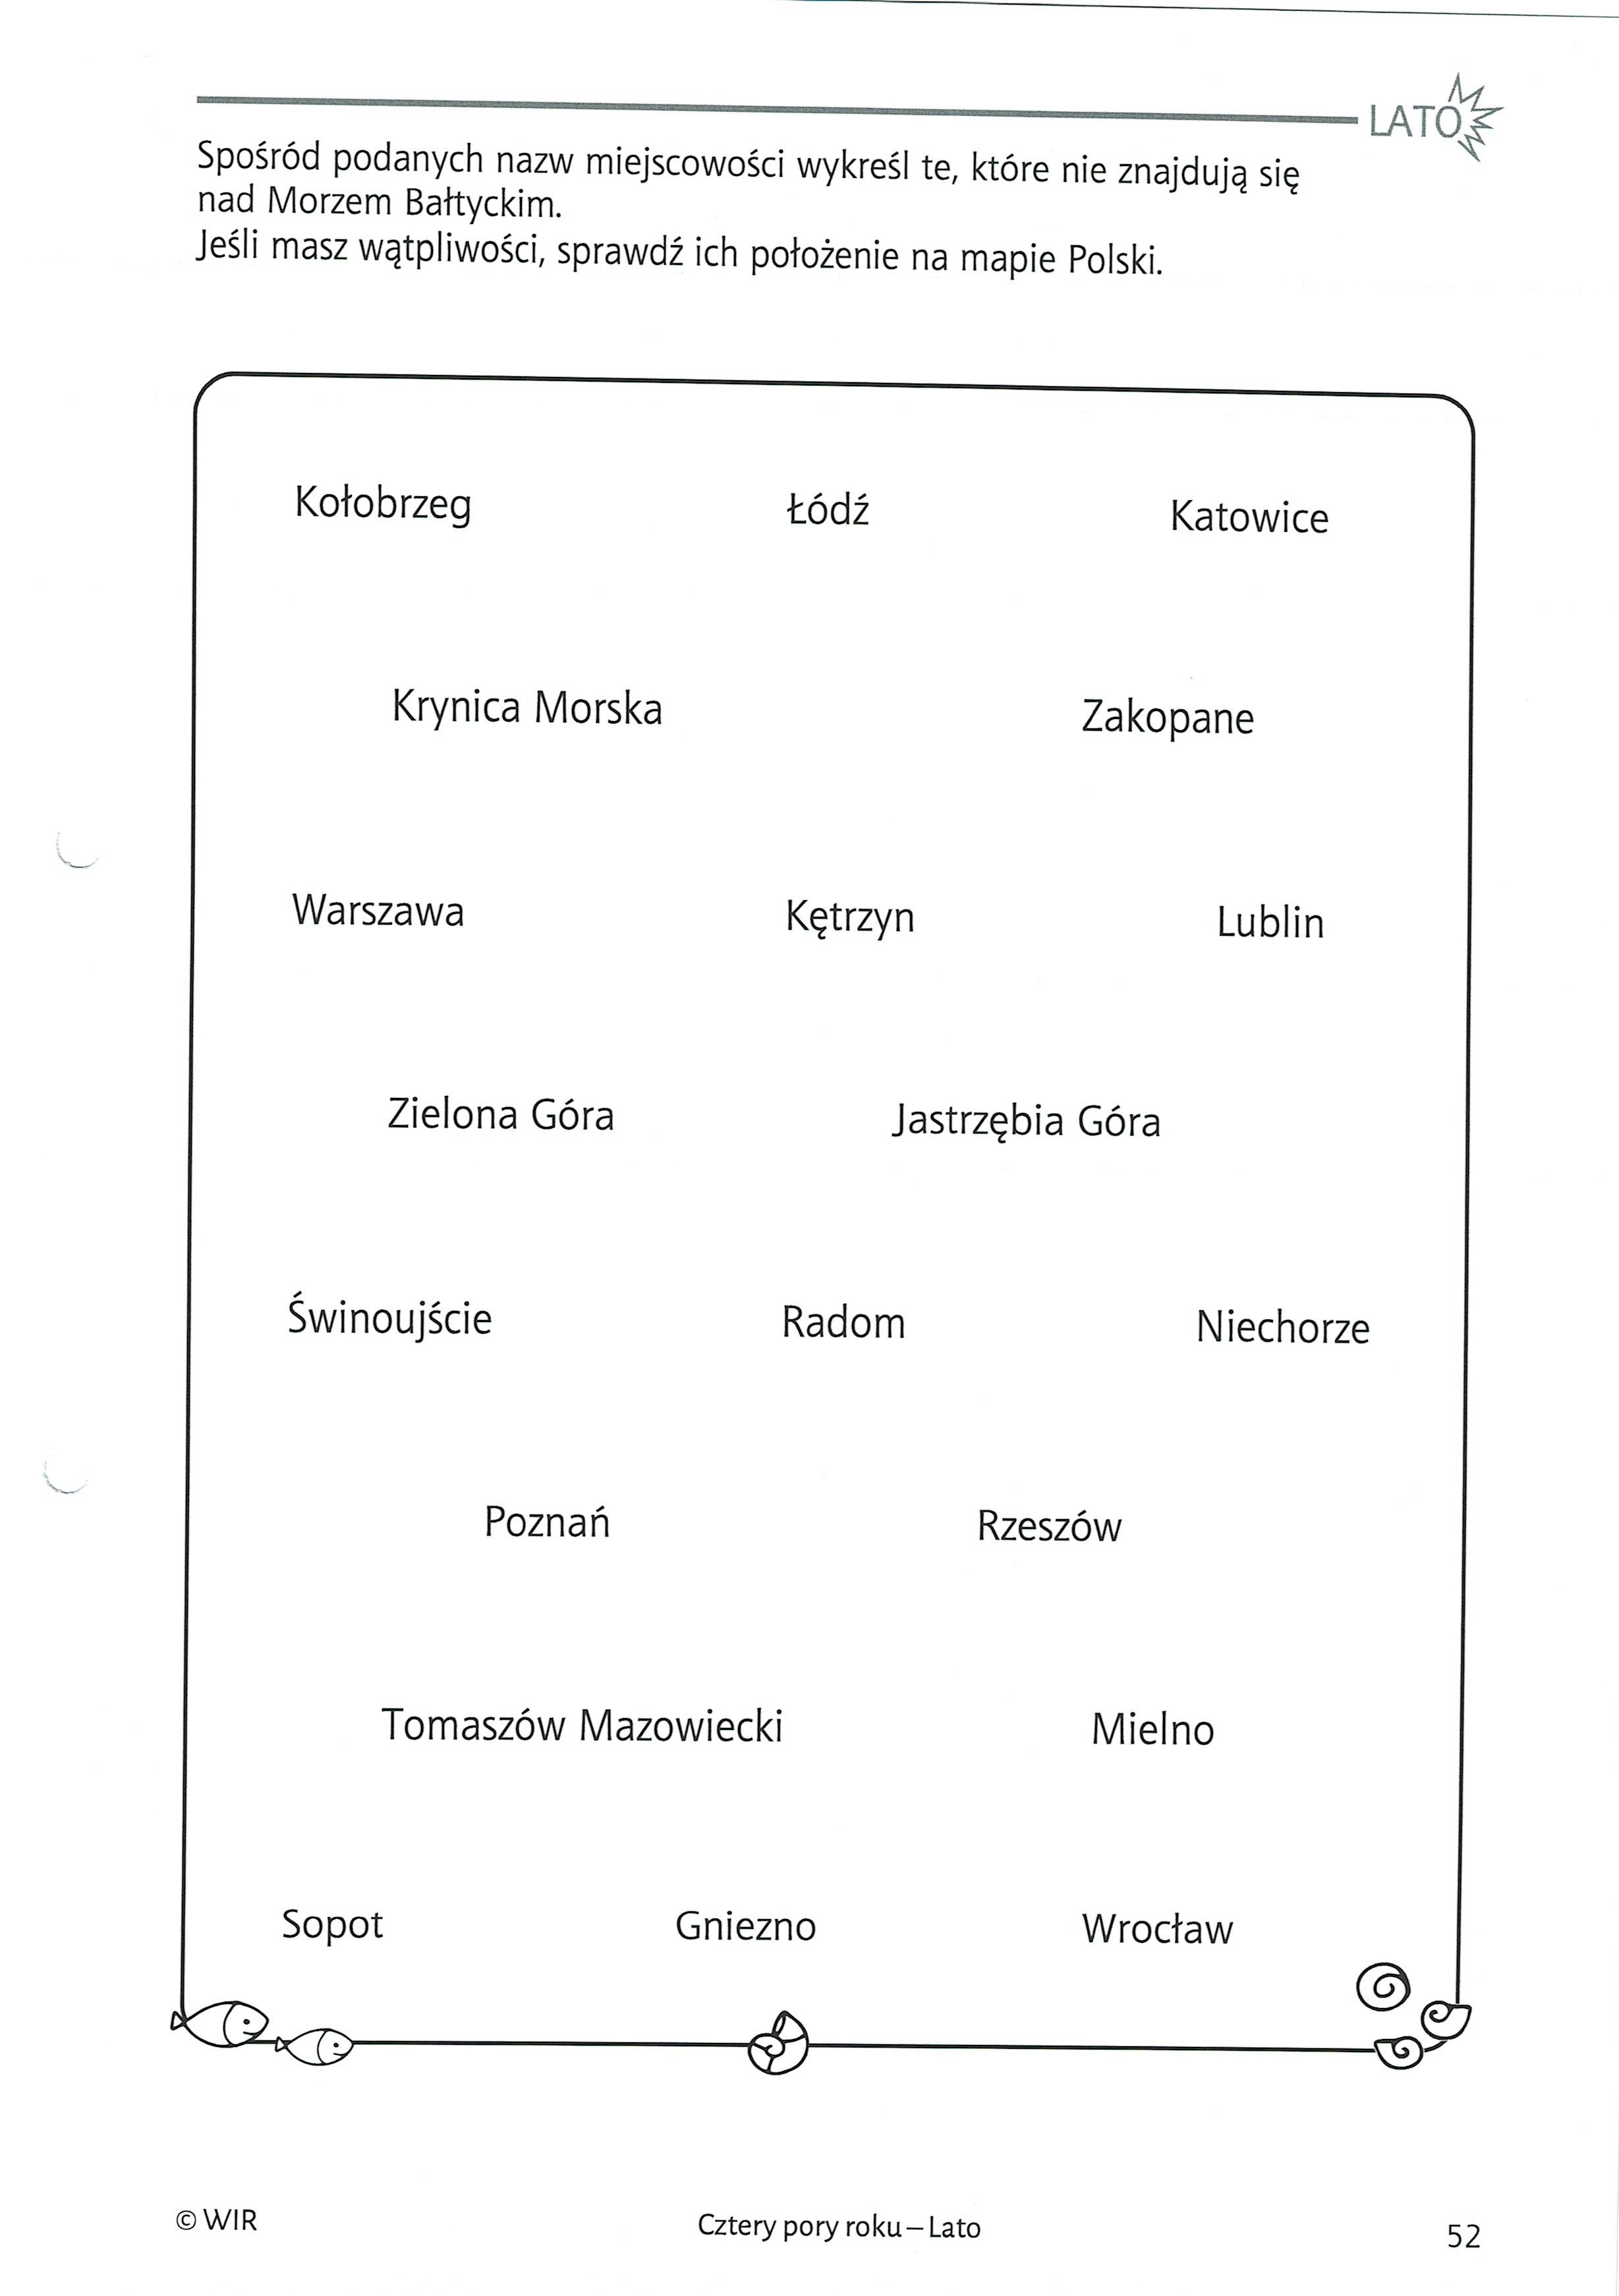 LATO
Spośród podanych nazw miejscowości wykreśl te, które nie znajdują się
nad Morzem Bałtyckim.
Jeśli masz wątpliwości, sprawdź ich położenie na mapie Polski.
Kołobrzeg Łódź Katowice
Krynica Morska Zakopane
Warszawa Kętrzyn Lublin
Zielona Góra Jastrzębia Góra
Świnoujście Radom Niechorze
Poznań Rzeszów
Tomaszów Mazowiecki Mielno
Sopot Gniezno Wrocław
© WIR Cztery pory roku – Lato 52